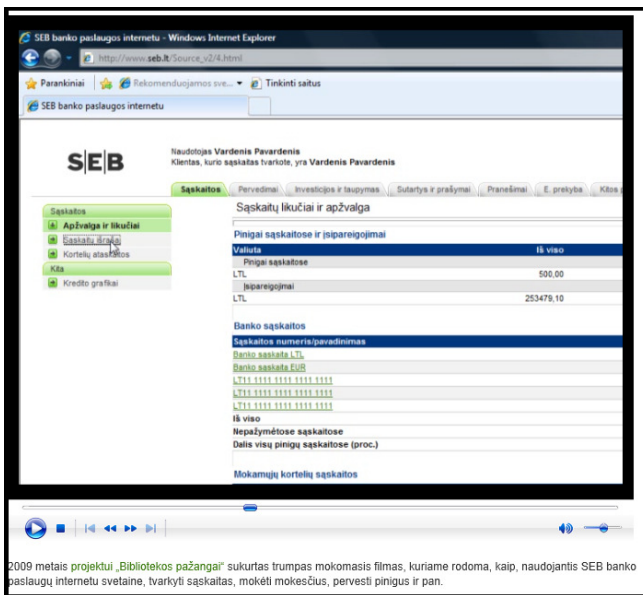 SEB banko paslaugos internetu - Windows Internet Explorer
http://www.seb.lt/Source_v2/4.html
Parankiniai Rekomenduojamos sve... Tinkinti saitus
SEB banko paslaugos internetu
SEB
Naudotojas Vardenis Pavardenis
Klientas, kurio sąskaitas tvarkote, yra Vardenis Pavardenis
Sąskaitos Pervedimai Investicijos ir taupymas Sutartys ir prašymai Pranešimai E. prekyba Kitos
Sąskaitos
Apžvalga ir likučiai
Sąskaitų išrašai
Kortelių ataskaitos
Kita
Kredito grafikai
Sąskaitų likučiai ir apžvalga
Pinigai sąskaitose ir įsipareigojimai
Valiuta Iš viso
Pinigai sąskaitose
LTL 500,00
Įsipareigojimai
LTL 253479,10
Banko sąskaitos
Sąskaitos numeris/pavadinimas
Banko sąskaita LTL
Banko sąskaita EUR
LT11 1111 1111 1111 1111
LT11 1111 1111 1111 1111
LT11 1111 1111 1111 1111
Iš viso
Nepažymėtose sąskaitose
Dalis visų pinigų sąskaitose (proc.)
Mokamųjų kortelių sąskaitos
2009 metais projektui „Bibliotekos pažangai“ sukurtas trumpas mokomasis filmas, kuriame rodoma, kaip, naudojantis SEB banko
paslaugų internetu svetaine, tvarkyti sąskaitas, mokėti mokesčius, pervesti pinigus ir pan.